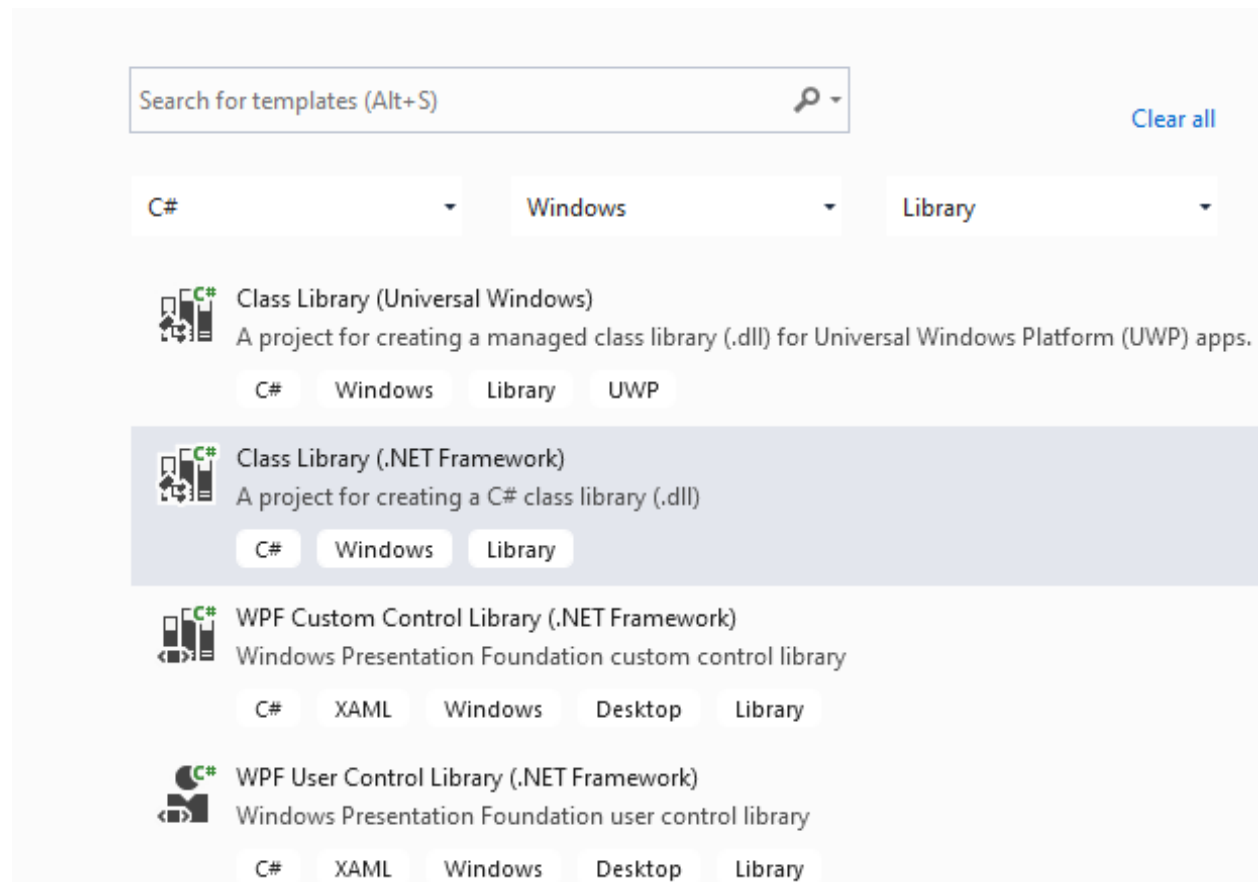 Search for templates (Alt+S)
Clear all
C# Windows Library
C#
Class Library (Universal Windows)
A project for creating a managed class library (.dll) for Universal Windows Platform (UWP) apps.
C# Windows Library UWP
C#
Class Library (.NET Framework)
A project for creating a C# class library (.dll)
C# Windows Library
C#
WPF Custom Control Library (.NET Framework)
Windows Presentation Foundation custom control library
C# XAML Windows Desktop Library
C#
WPF User Control Library (.NET Framework)
Windows Presentation Foundation user control library
C# XAML Windows Desktop Library